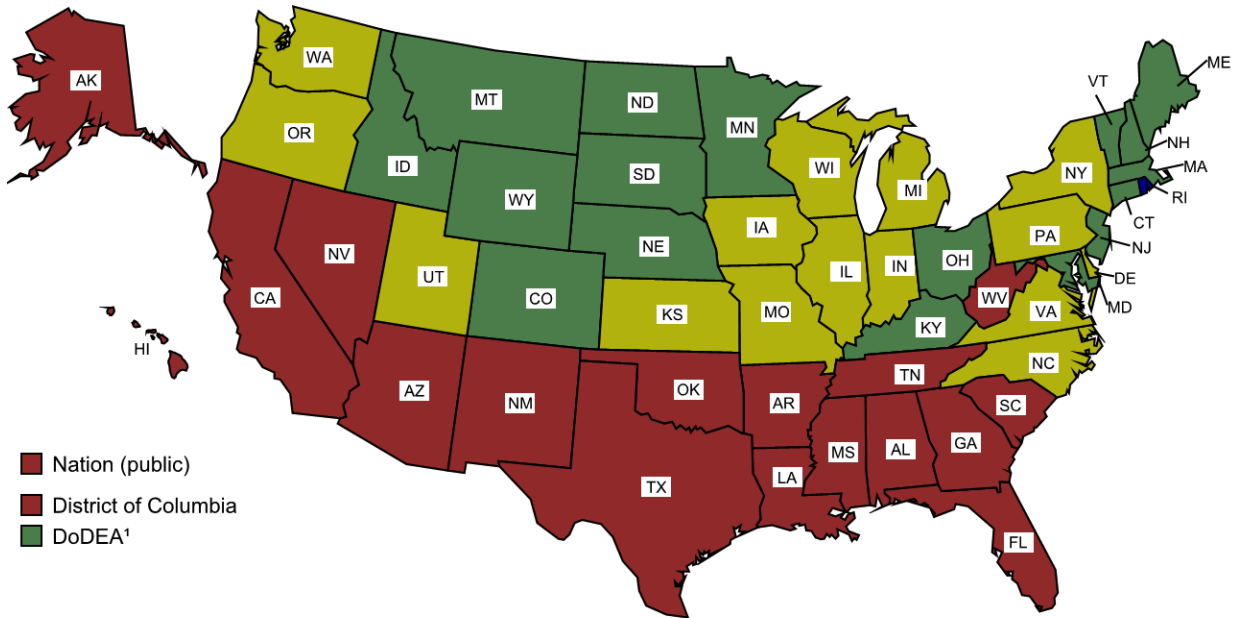 AK
WA
MT
ND
MN
VT
ME
OR
ID
SD
WI
MI
NY
NH
MA
WY
RI
CT
NE
IA
PA
NJ
NV
UT
CO
IL
IN
OH
DE
CA
KS
MO
WV
VA
MD
HI
KY
AZ
NM
OK
AR
TN
NC
SC
TX
LA
MS
AL
GA
FL
Nation (public)
District of Columbia
DoDEA¹